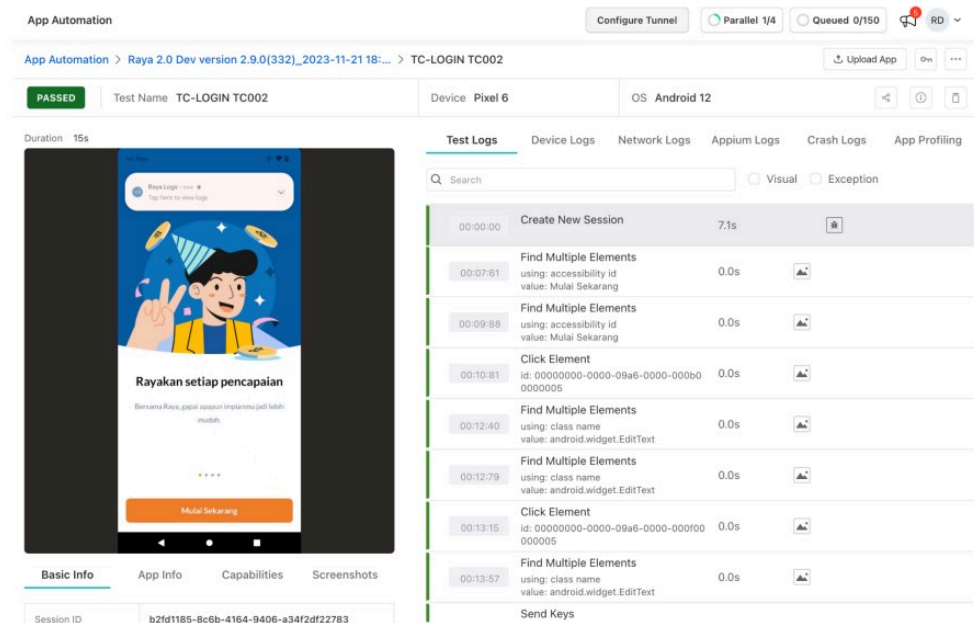 App Automation
Configure Tunnel
Parallel 1/4
Queued 0/150
5
RD
App Automation > Raya 2.0 Dev version 2.9.0(332)_2023-11-21 18:... > TC-LOGIN TC002
Upload App
PASSED
Test Name TC-LOGIN TC002
Device Pixel 6
OS Android 12
Duration 15s
Raya Logs • now
Tap here to view logs
Rayakan setiap pencapaian
Bersama Raya, gapai apapun impianmu jadi lebih
mudah.
Mulai Sekarang
Basic Info
App Info
Capabilities
Screenshots
Session ID
b2fd1185-8c6b-4164-9406-a34f2df22783
Test Logs
Device Logs
Network Logs
Appium Logs
Crash Logs
App Profiling
Search
Visual
Exception
00:00:00
Create New Session
7.1s
00:07:61
Find Multiple Elements
using: accessibility id
value: Mulai Sekarang
0.0s
00:09:88
Find Multiple Elements
using: accessibility id
value: Mulai Sekarang
0.0s
00:10:81
Click Element
id: 00000000-0000-09a6-0000-000b0
0000005
0.0s
00:12:40
Find Multiple Elements
using: class name
value: android.widget.EditText
0.0s
00:12:79
Find Multiple Elements
using: class name
value: android.widget.EditText
0.0s
00:13:15
Click Element
id: 00000000-0000-09a6-0000-000f00
000005
0.0s
00:13:57
Find Multiple Elements
using: class name
value: android.widget.EditText
0.0s
Send Keys